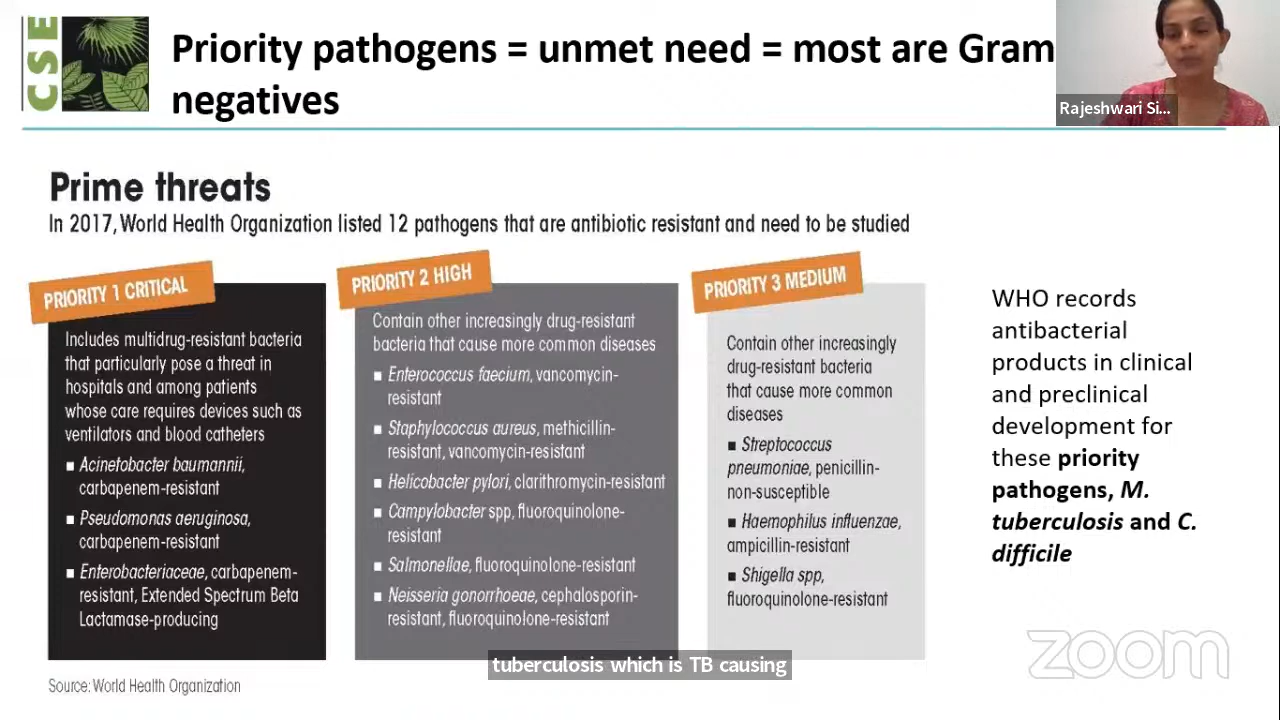 CSE
Priority pathogens = unmet need = most are Gram
negatives
Rajeshwari Si...
Prime threats
In 2017, World Health Organization listed 12 pathogens that are antibiotic resistant and need to be studied
PRIORITY 1 CRITICAL
Includes multidrug-resistant bacteria
that particularly pose a threat in
hospitals and among patients
whose care requires devices such as
ventilators and blood catheters
■ Acinetobacter baumannii,
carbapenem-resistant
■ Pseudomonas aeruginosa,
carbapenem-resistant
■ Enterobacteriaceae, carbapenem-
resistant, Extended Spectrum Beta
Lactamase-producing
PRIORITY 2 HIGH
Contain other increasingly drug-resistant
bacteria that cause more common diseases
■ Enterococcus faecium, vancomycin-
resistant
■ Staphylococcus aureus, methicillin-
resistant, vancomycin-resistant
■ Helicobacter pylori, clarithromycin-resistant
■ Campylobacter spp, fluoroquinolone-
resistant
■ Salmonellae, fluoroquinolone-resistant
■ Neisseria gonorrhoeae, cephalosporin-
resistant, fluoroquinolone-resistant
PRIORITY 3 MEDIUM
Contain other increasingly
drug-resistant bacteria
that cause more common
diseases
■ Streptococcus
pneumoniae, penicillin-
non-susceptible
■ Haemophilus influenzae,
ampicillin-resistant
■ Shigella spp,
fluoroquinolone-resistant
WHO records
antibacterial
products in clinical
and preclinical
development for
these priority
pathogens, M.
tuberculosis and C.
difficile
zoom
tuberculosis which is TB causing
Source: World Health Organization